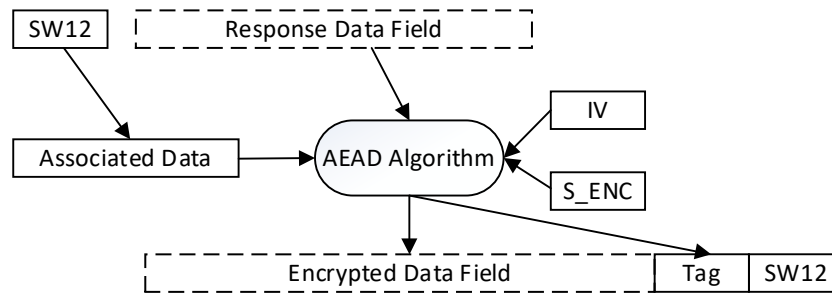 SW12
Response Data Field
IV
Associated Data
AEAD Algorithm
S_ENC
Encrypted Data Field
Tag
SW12